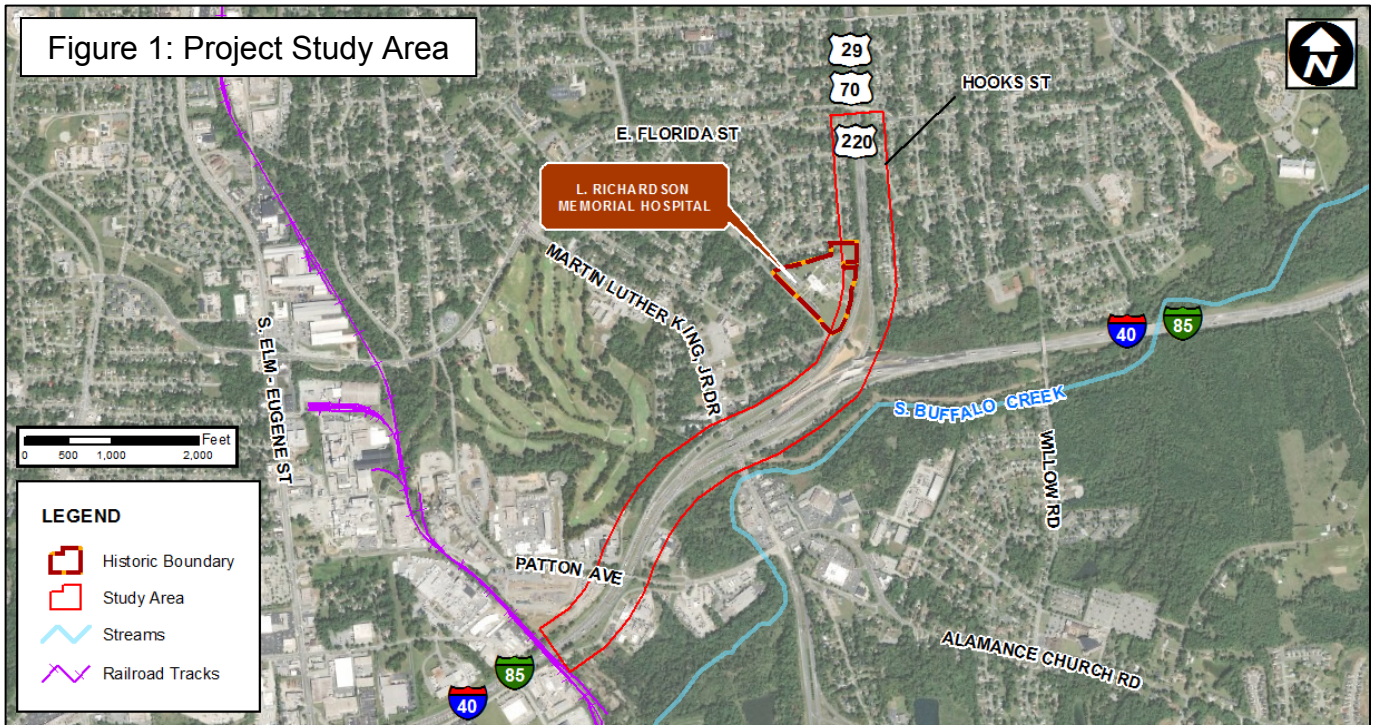 Figure 1: Project Study Area
29
70
220
HOOKS ST
N
E. FLORIDA ST
L. RICHARDSON
MEMORIAL HOSPITAL
MARTIN LUTHER KING, JR DR
S. ELM - EUGENE ST
40
85
S. BUFFALO CREEK
WILLOW RD
Feet
0 500 1,000 2,000
PATTON AVE
ALAMANCE CHURCH RD
LEGEND
Historic Boundary
Study Area
Streams
Railroad Tracks
85
40